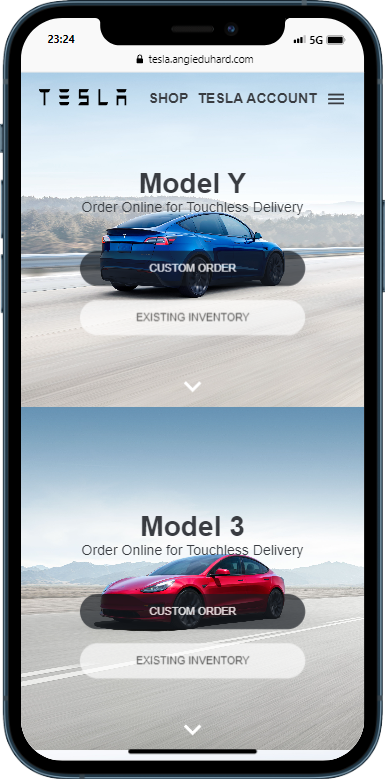 23:24
5G
tesla.angieduhard.com
TESLA SHOP TESLA ACCOUNT
Model Y
Order Online for Touchless Delivery
CUSTOM ORDER
EXISTING INVENTORY
Model 3
Order Online for Touchless Delivery
CUSTOM ORDER
EXISTING INVENTORY